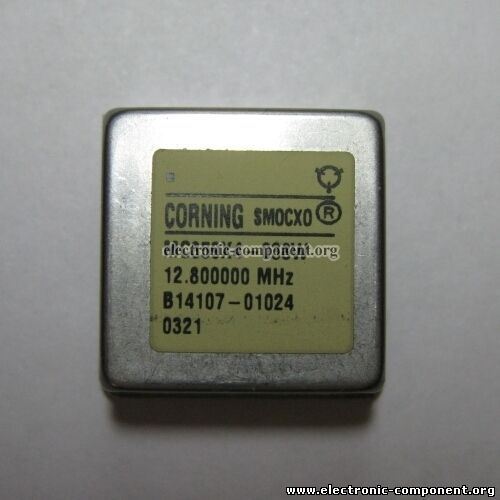 CORNING SMOCXO ®
electronic-component.org
12.800000 MHz
B14107-01024
0321
www.electronic-component.org